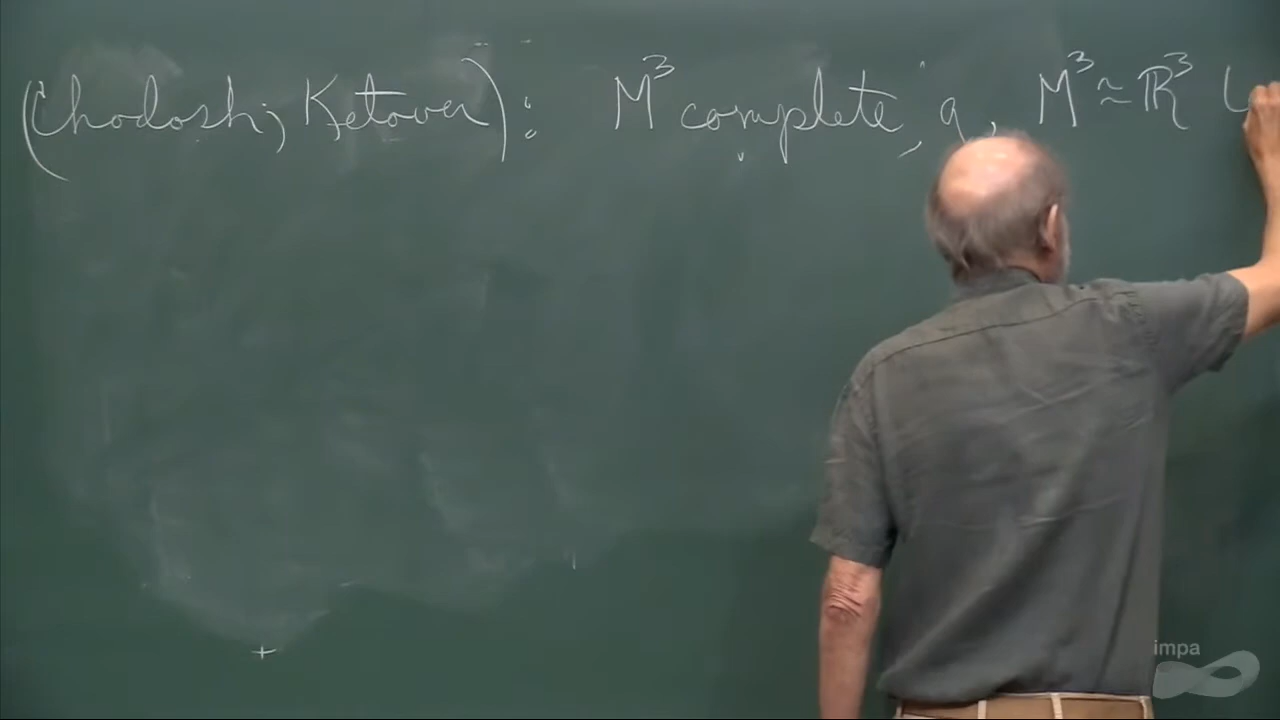 (Chodosh, Ketover): M³ complete, g, M³ ≃ ℝ³
impa